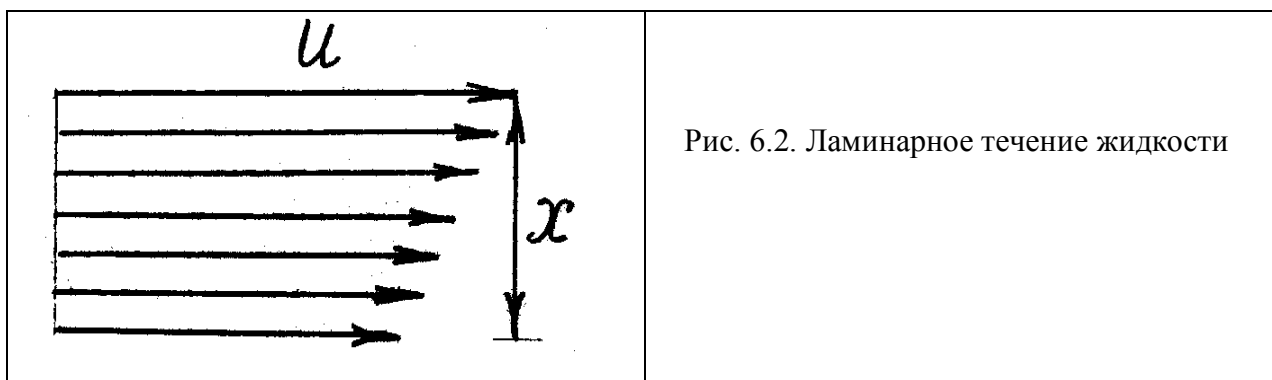 u
Рис. 6.2. Ламинарное течение жидкости
x